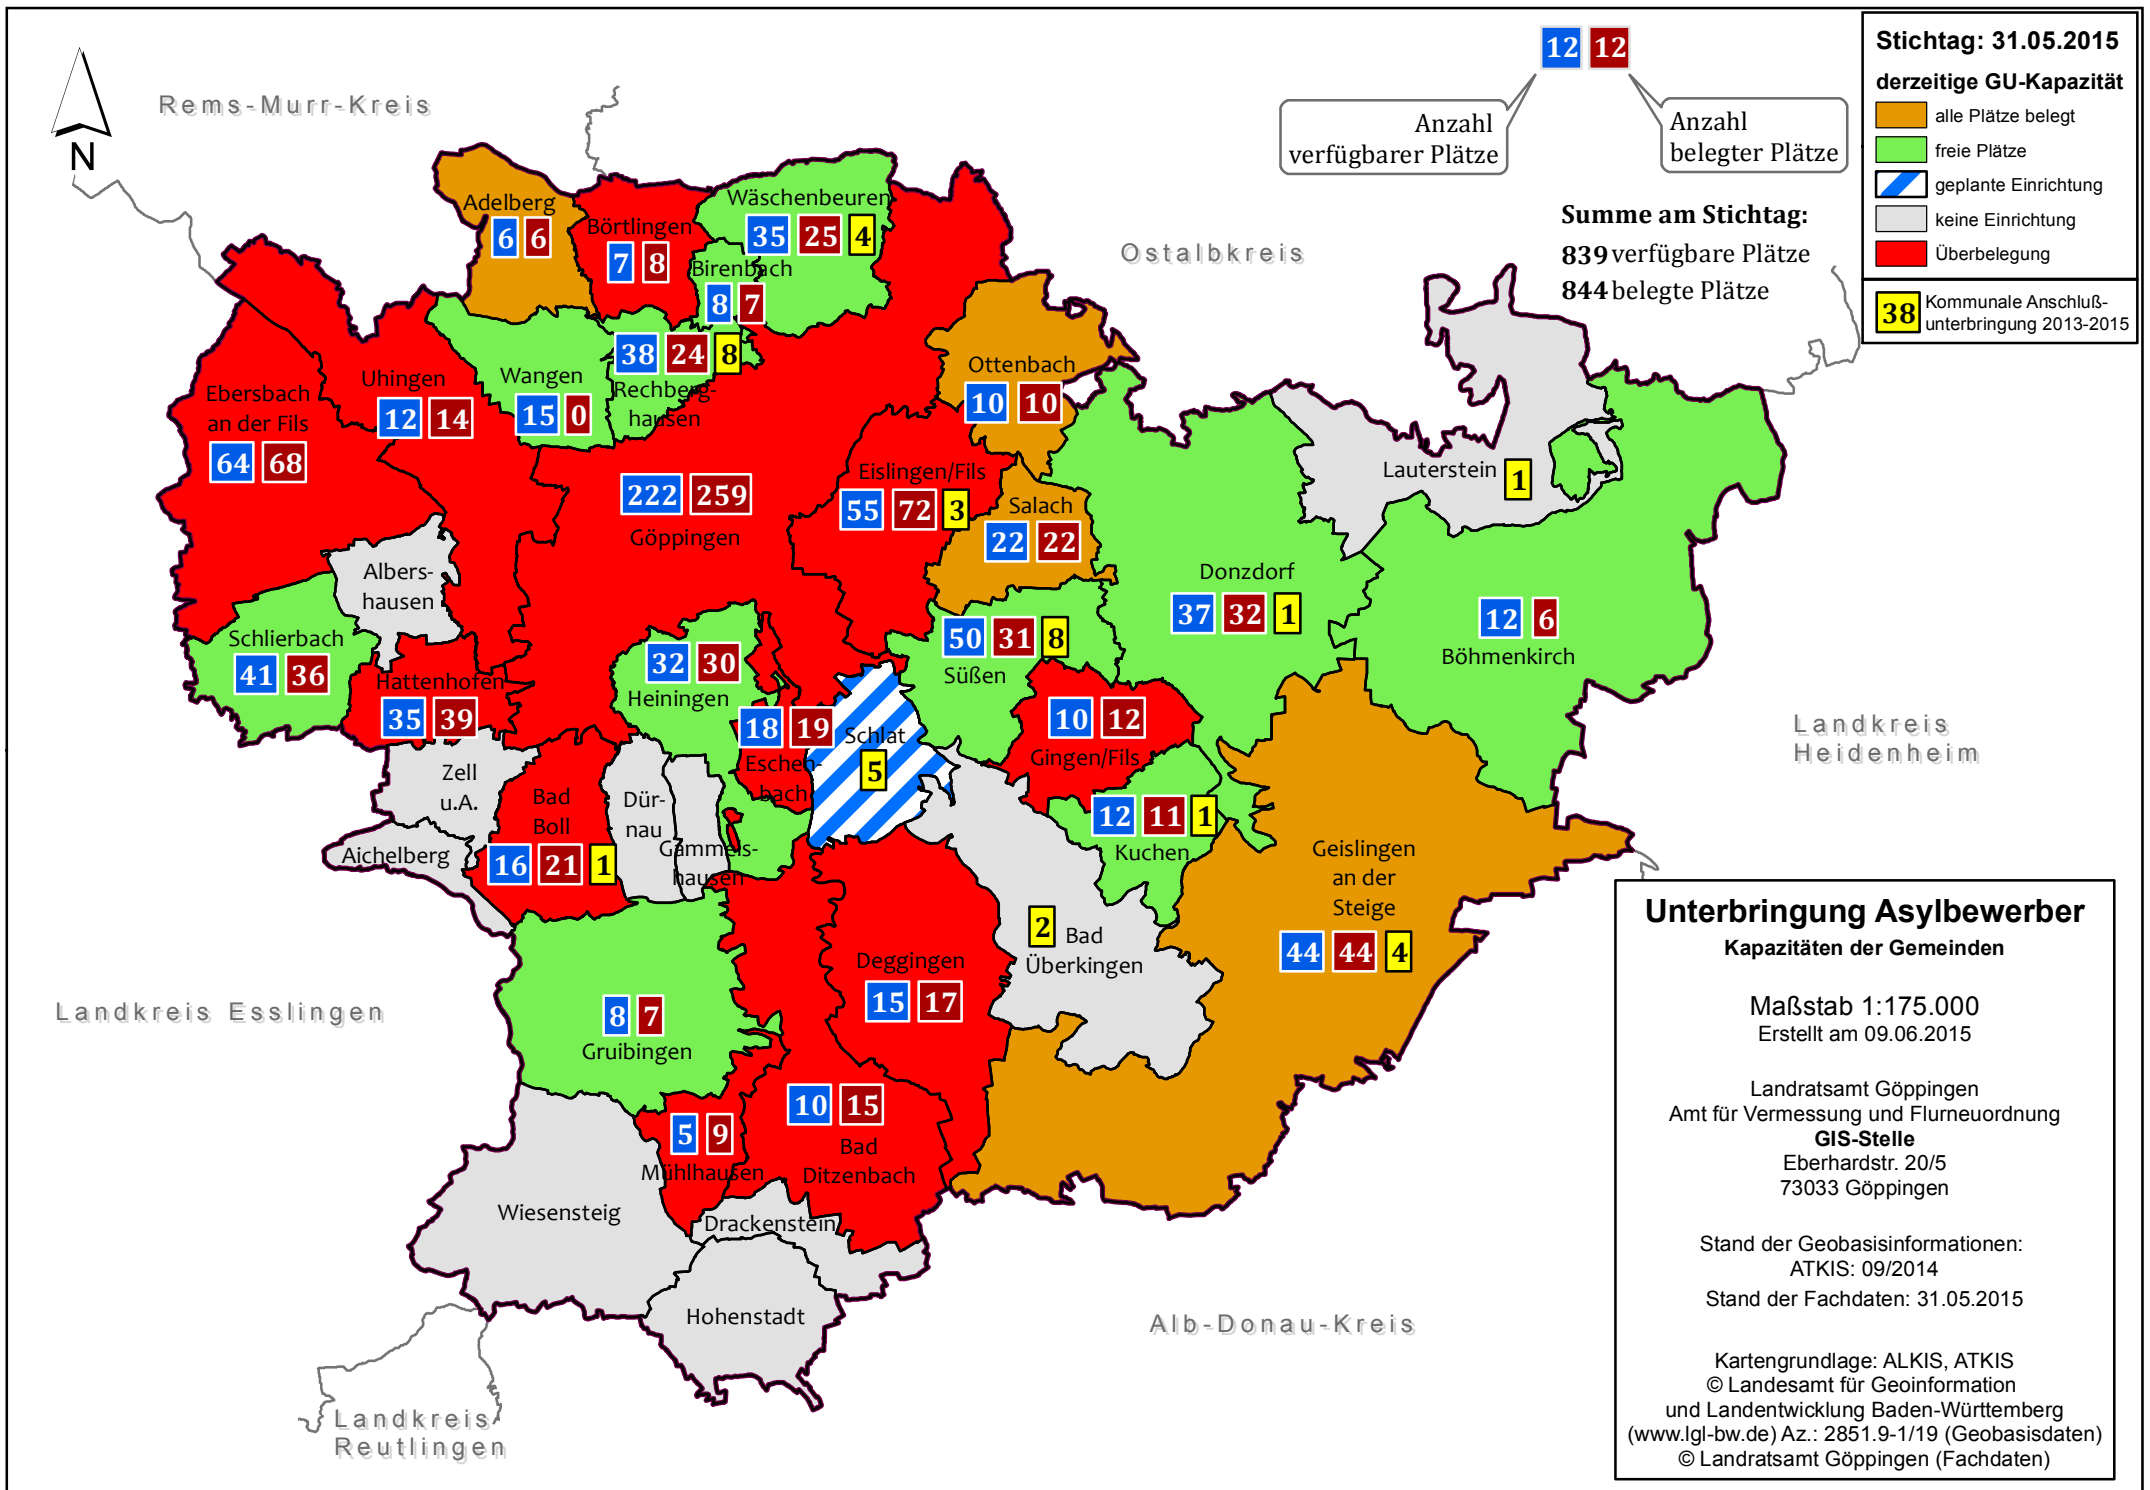 Rems-Murr-Kreis
N
12 12
Anzahl
verfügbarer Plätze
Anzahl
belegter Plätze
Summe am Stichtag:
839 verfügbare Plätze
844 belegte Plätze
Stichtag: 31.05.2015
derzeitige GU-Kapazität
alle Plätze belegt
freie Plätze
geplante Einrichtung
keine Einrichtung
Überbelegung
38 Kommunale Anschluß-
unterbringung 2013-2015
Ostalbkreis
Adelberg
6 6
Börtlingen
7 8
Wäschenbeuren
35 25 4
Birenbach
8 7
Uhingen
12 14
Wangen
15 0
38 24 8
Rechberg-
hausen
Ottenbach
10 10
Ebersbach
an der Fils
64 68
222 259
Göppingen
Eislingen/Fils
55 72 3
Salach
22 22
Lauterstein 1
Donzdorf
37 32 1
12 6
Böhmenkirch
Albers-
hausen
Schlierbach
41 36
Hattenhofen
35 39
32 30
Heiningen
50 31 8
Süßen
18 19
Eschen-
bach
Schlat
5
10 12
Gingen/Fils
Landkreis
Heidenheim
Zell
u.A.
Bad
Boll
16 21 1
Dür-
nau
Gammels-
hausen
Aichelberg
12 11 1
Kuchen
Geislingen
an der
Steige
44 44 4
2 Bad
Überkingen
Deggingen
15 17
Landkreis Esslingen
8 7
Gruibingen
10 15
Bad
Ditzenbach
5 9
Mühlhausen
Wiesensteig
Drackenstein
Hohenstadt
Alb-Donau-Kreis
Landkreis
Reutlingen
Unterbringung Asylbewerber
Kapazitäten der Gemeinden
Maßstab 1:175.000
Erstellt am 09.06.2015
Landratsamt Göppingen
Amt für Vermessung und Flurneuordnung
GIS-Stelle
Eberhardstr. 20/5
73033 Göppingen
Stand der Geobasisinformationen:
ATKIS: 09/2014
Stand der Fachdaten: 31.05.2015
Kartengrundlage: ALKIS, ATKIS
© Landesamt für Geoinformation
und Landentwicklung Baden-Württemberg
(www.lgl-bw.de) Az.: 2851.9-1/19 (Geobasisdaten)
© Landratsamt Göppingen (Fachdaten)